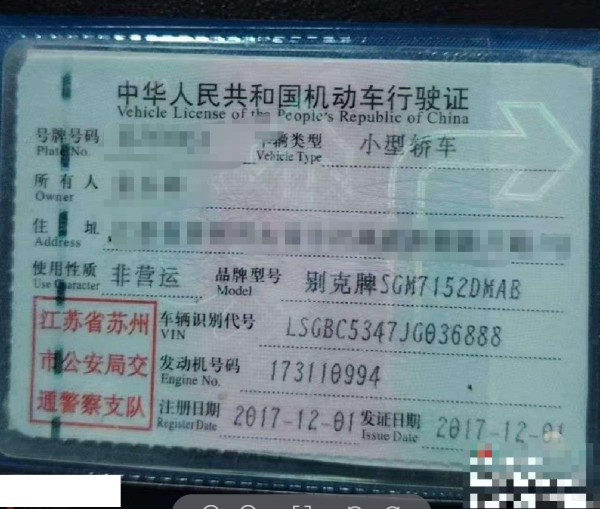 中华人民共和国机动车行驶证
Vehicle License of the People's Republic of China
号牌号码 车辆类型 小型轿车
Plate No. Vehicle Type
所有人
Owner
住址
Address
使用性质 非营运 品牌型号 别克牌SGM7152DMAB
Use Character Model
江苏省苏州 车辆识别代号 LSGBC5347JG036888
VIN
市公安局交 发动机号码 173110994
Engine No.
通警察支队 注册日期 2017-12-01 发证日期 2017-12-01
Register Date Issue Date